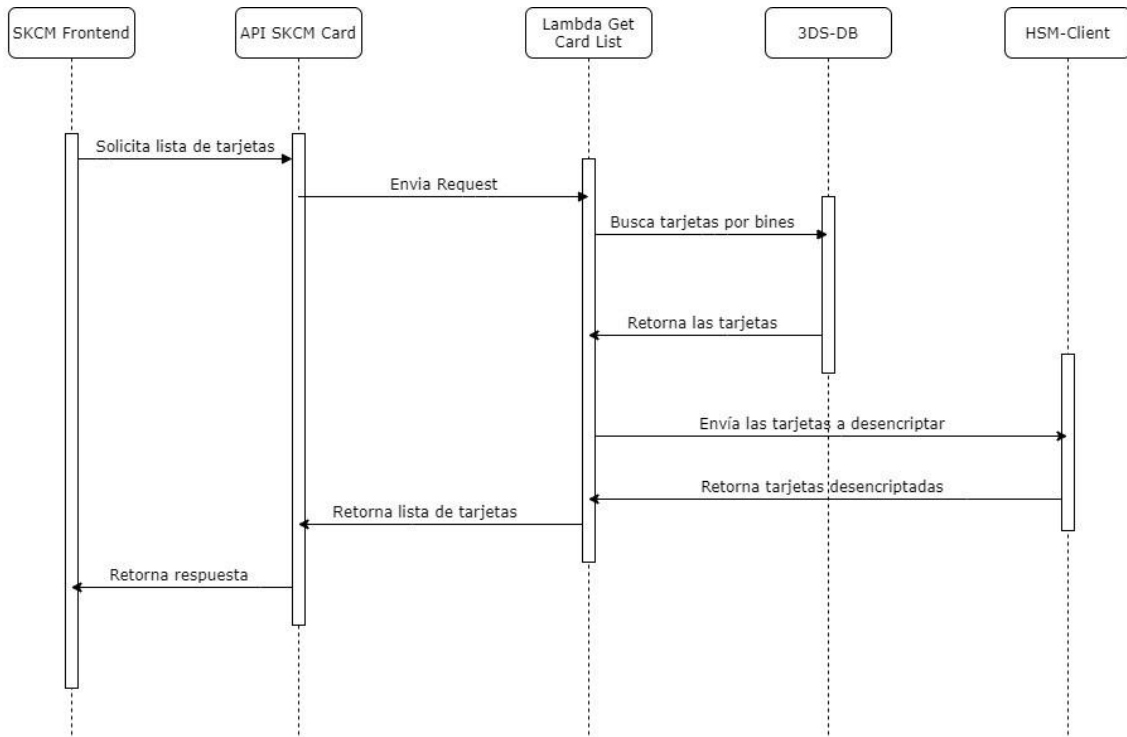 SKCM Frontend
API SKCM Card
Lambda Get
Card List
3DS-DB
HSM-Client
Solicita lista de tarjetas
Envia Request
Busca tarjetas por bines
Retorna las tarjetas
Envía las tarjetas a desencriptar
Retorna tarjetas desencriptadas
Retorna lista de tarjetas
Retorna respuesta